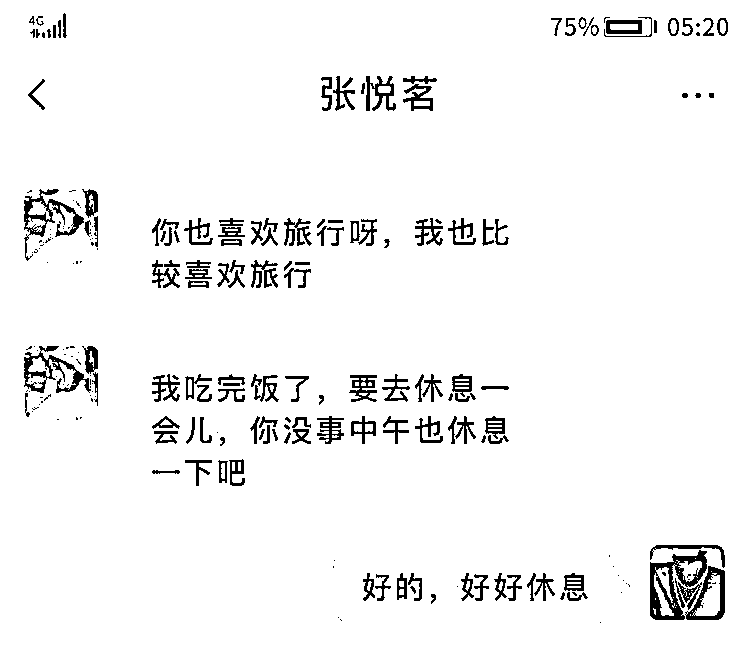 4G 75% 05:20
张悦茗
你也喜欢旅行呀，我也比
较喜欢旅行
我吃完饭了，要去休息一
会儿，你没事中午也休息
一下吧
好的，好好休息